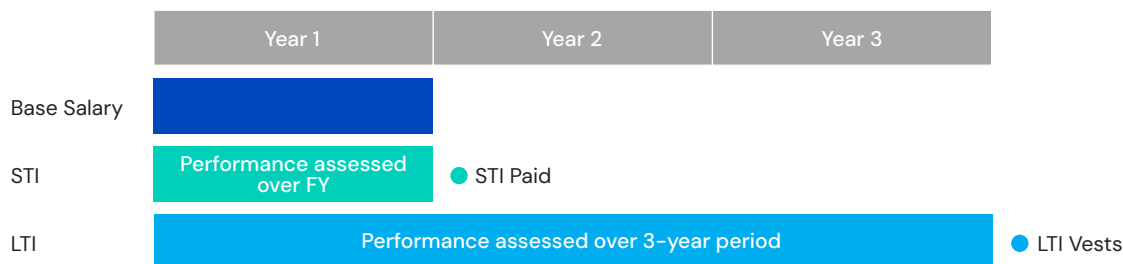 Year 1
Year 2
Year 3
Base Salary
STI
Performance assessed
over FY
STI Paid
LTI
Performance assessed over 3-year period
LTI Vests